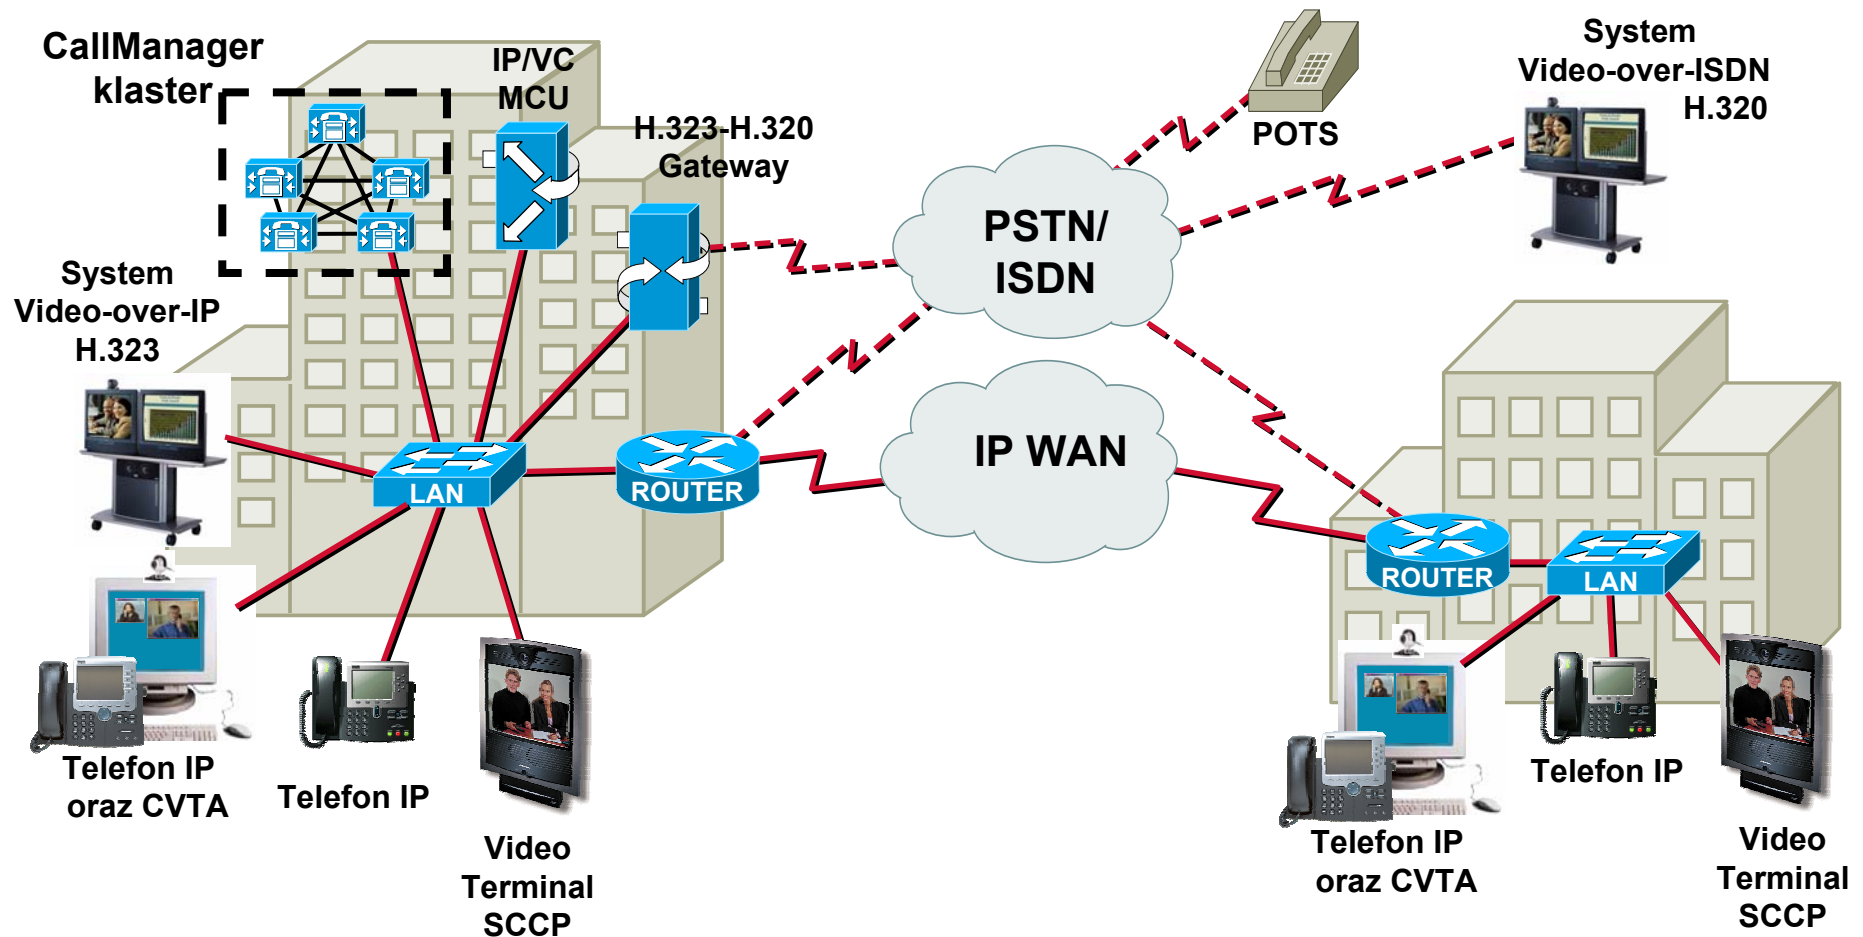 CallManager
klaster
IP/VC
MCU
H.323-H.320
Gateway
System
Video-over-IP
H.323
LAN
ROUTER
PSTN/
ISDN
IP WAN
POTS
System
Video-over-ISDN
H.320
ROUTER
LAN
Telefon IP
oraz CVTA
Telefon IP
Video
Terminal
SCCP
Telefon IP
oraz CVTA
Telefon IP
Video
Terminal
SCCP